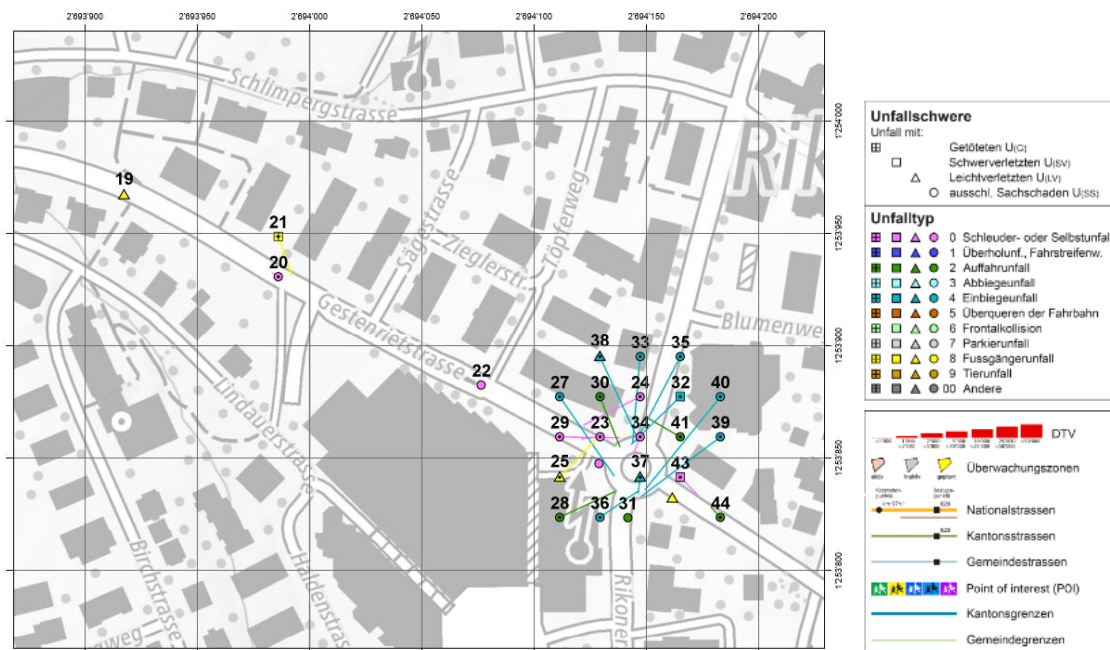 2'693'900 2'693'950 2'694'000 2'694'050 2'694'100 2'694'150 2'694'200
1'254'000
1'253'950
1'253'900
1'253'850
1'253'800
Schlimpergstrasse
Rik
19
21
20
Sägestrasse
Zieglerstr.
Töpferweg
Gestenrietstrasse
Blumenwe
22
38 33 35
27 30 24 32 40
29 23 34 41 39
25 37 43
28 36 31 44
Lindauerstrasse
Birchstrasse
Haldenstras
Rikoner
weg
Unfallschwere
Unfall mit:
Getöteten U(G)
Schwerverletzten U(SV)
Leichtverletzten U(LV)
ausschl. Sachschaden U(SS)
Unfalltyp
0 Schleuder- oder Selbstunfal
1 Überholunf., Fahrstreifenw.
2 Auffahrunfall
3 Abbiegeunfall
4 Einbiegeunfall
5 Überqueren der Fahrbahn
6 Frontalkollision
7 Parkierunfall
8 Fussgängerunfall
9 Tierunfall
00 Andere
DTV
aktiv inaktiv geplant
Überwachungszonen
Nationalstrassen
Kantonsstrassen
Gemeindestrassen
Point of interest (POI)
Kantonsgrenzen
Gemeindegrenzen